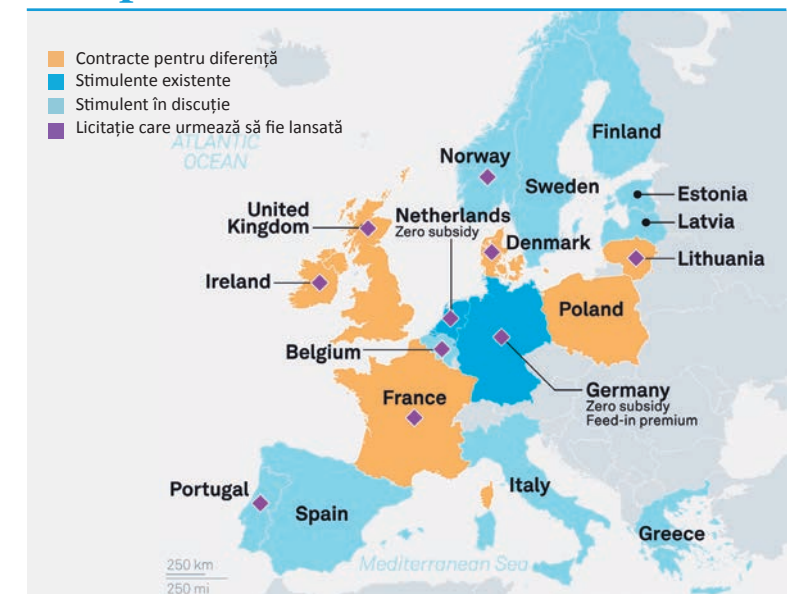 Contracte pentru diferență
Stimulente existente
Stimulent în discuție
Licitație care urmează să fie lansată
ATLANTIC
OCEAN
Finland
Norway
Sweden
Estonia
Latvia
United
Kingdom
Netherlands
Zero subsidy
Denmark
Lithuania
Ireland
Poland
Belgium
France
Germany
Zero subsidy
Feed-in premium
Portugal
Spain
Italy
Greece
Mediterranean Sea
250 km
250 mi